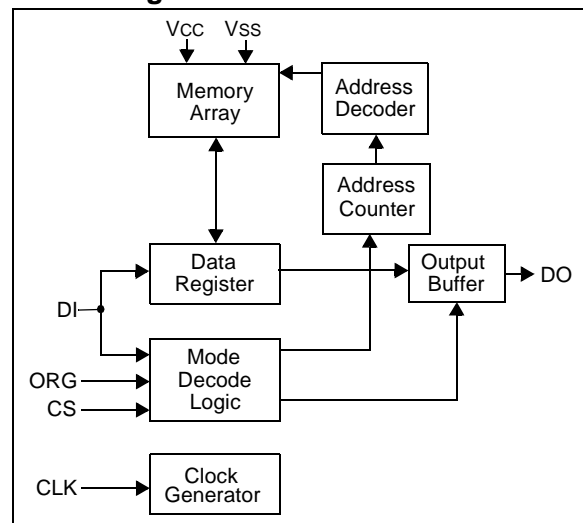 VCC VSS
Memory
Array
Address
Decoder
Address
Counter
Data
Register
Output
Buffer
DO
DI
Mode
Decode
Logic
ORG
CS
CLK
Clock
Generator